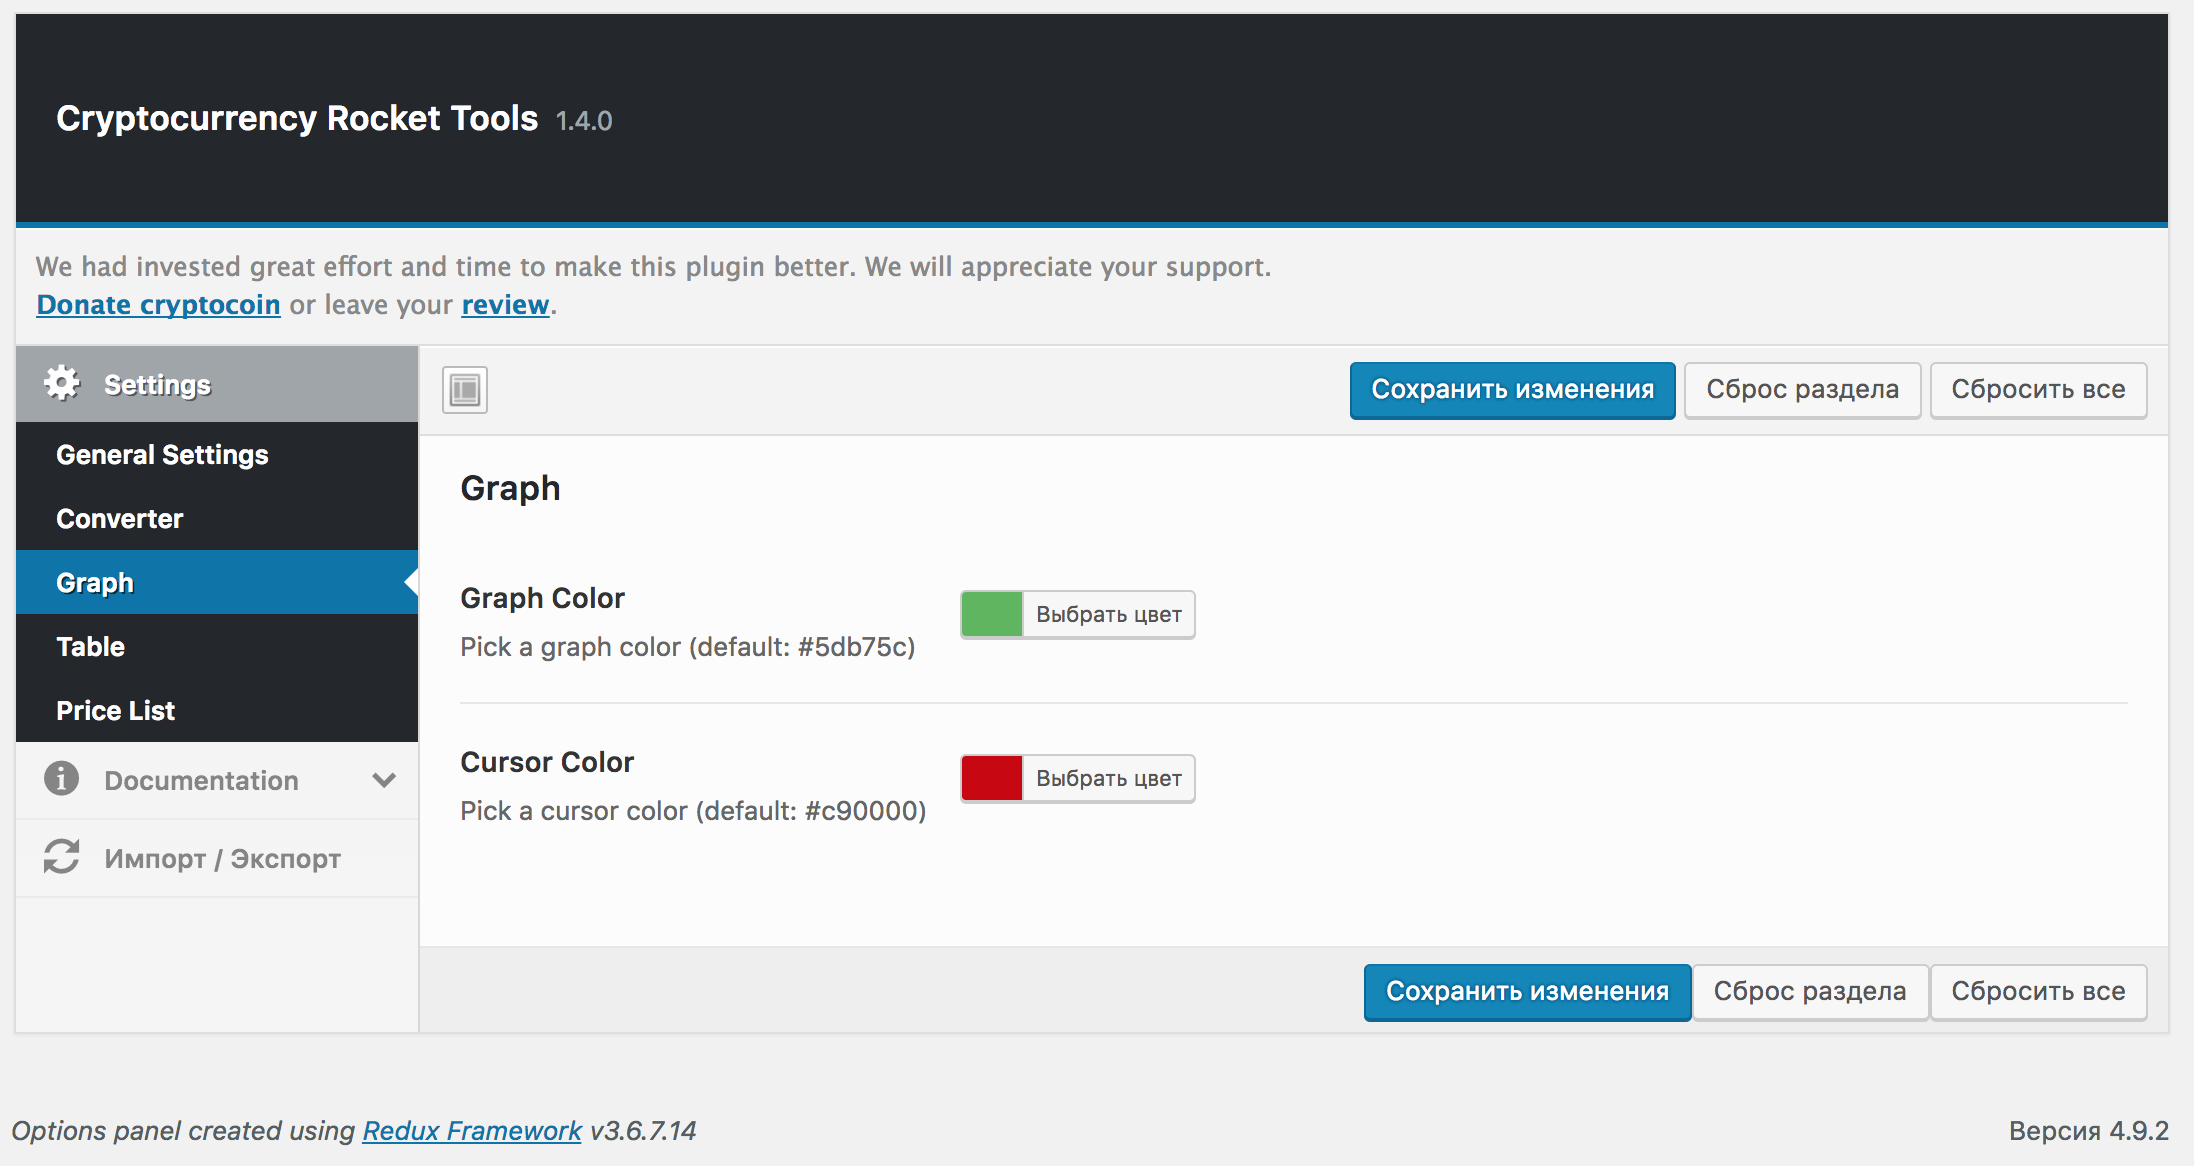 Cryptocurrency Rocket Tools 1.4.0
We had invested great effort and time to make this plugin better. We will appreciate your support.
Donate cryptocoin or leave your review.
Settings
General Settings
Converter
Graph
Table
Price List
Documentation
Импорт / Экспорт
Сохранить изменения
Сброс раздела
Сбросить все
Graph
Graph Color
Pick a graph color (default: #5db75c)
Выбрать цвет
Cursor Color
Pick a cursor color (default: #c90000)
Выбрать цвет
Сохранить изменения
Сброс раздела
Сбросить все
Options panel created using Redux Framework v3.6.7.14
Версия 4.9.2